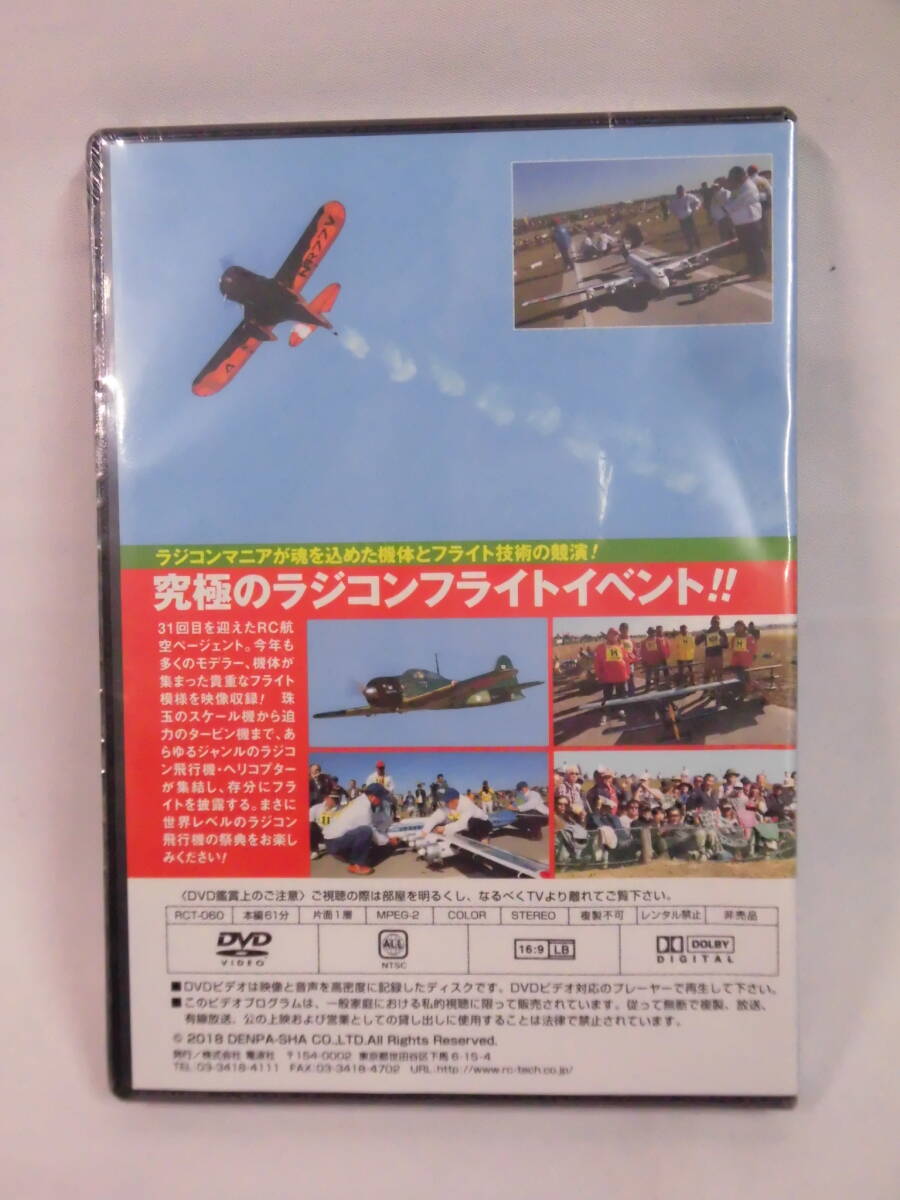 ラジコンマニアが魂を込めた機体とフライト技術の競演!
究極のラジコンフライトイベント!!
31回目を迎えたRC航
空ページェント。今年も
多くのモデラー、機体が
集まった貴重なフライト
模様を映像収録! 珠
玉のスケール機から迫
力のタービン機まで、あ
らゆるジャンルのラジコ
ン飛行機・ヘリコプター
が集結し、存分にフラ
イトを披露する。まさに
世界レベルのラジコン
飛行機の祭典をお楽し
みください!
〈DVD鑑賞上のご注意〉ご視聴の際は部屋を明るくし、なるべくTVより離れてご覧下さい。
RCT-060 本編61分 片面1層 MPEG-2 COLOR STEREO 複製不可 レンタル禁止 非売品
DVD VIDEO
ALL NTSC
16:9 LB
DOLBY DIGITAL
■DVDビデオは映像と音声を高密度に記録したディスクです。DVDビデオ対応のプレーヤーで再生して下さい。
■このビデオプログラムは、一般家庭における私的視聴に限って販売されています。従って無断で複製、放送、
有線放送、公の上映および営業としての貸し出しに使用することは法律で禁止されています。
© 2018 DENPA-SHA CO.,LTD.All Rights Reserved.
発行/株式会社 電波社 〒154-0002 東京都世田谷区下馬6-15-4
TEL:03-3418-4111 FAX:03-3418-4702 URL:http://www.rc-tech.co.jp/